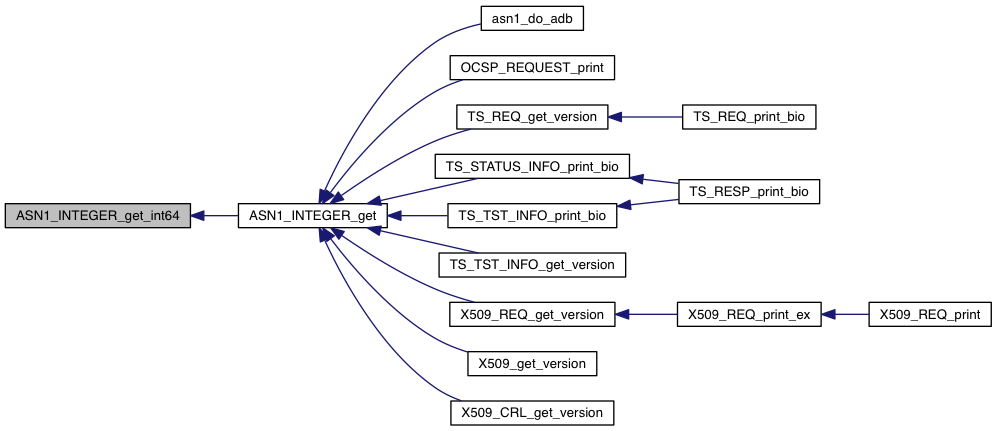 asn1_do_adb
OCSP_REQUEST_print
TS_REQ_get_version
TS_REQ_print_bio
TS_STATUS_INFO_print_bio
TS_RESP_print_bio
ASN1_INTEGER_get_int64
ASN1_INTEGER_get
TS_TST_INFO_print_bio
TS_TST_INFO_get_version
X509_REQ_get_version
X509_REQ_print_ex
X509_REQ_print
X509_get_version
X509_CRL_get_version